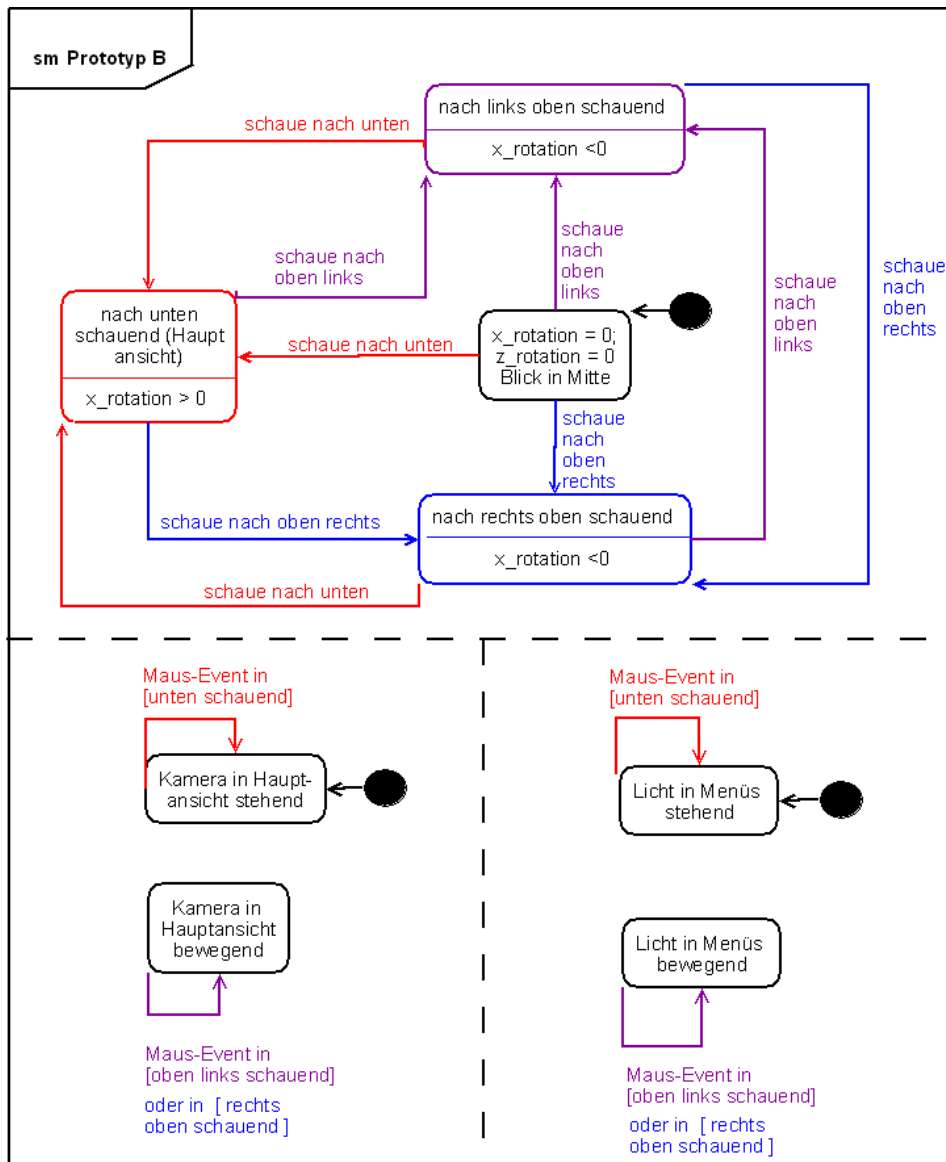 sm Prototyp B
nach links oben schauend
x_rotation <0
schaue nach unten
schaue nach
oben links
schaue
nach
oben
links
schaue
nach
oben
links
schaue
nach
oben
rechts
nach unten
schauend (Haupt
ansicht)
x_rotation > 0
schaue nach unten
x_rotation = 0;
z_rotation = 0
Blick in Mitte
schaue
nach
oben
rechts
schaue nach oben rechts
nach rechts oben schauend
x_rotation <0
schaue nach unten
Maus-Event in
[unten schauend]
Kamera in Haupt-
ansicht stehend
Kamera in
Hauptansicht
bewegend
Maus-Event in
[oben links schauend]
oder in [ rechts
oben schauend ]
Maus-Event in
[unten schauend]
Licht in Menüs
stehend
Licht in Menüs
bewegend
Maus-Event in
[oben links schauend]
oder in [ rechts
oben schauend ]